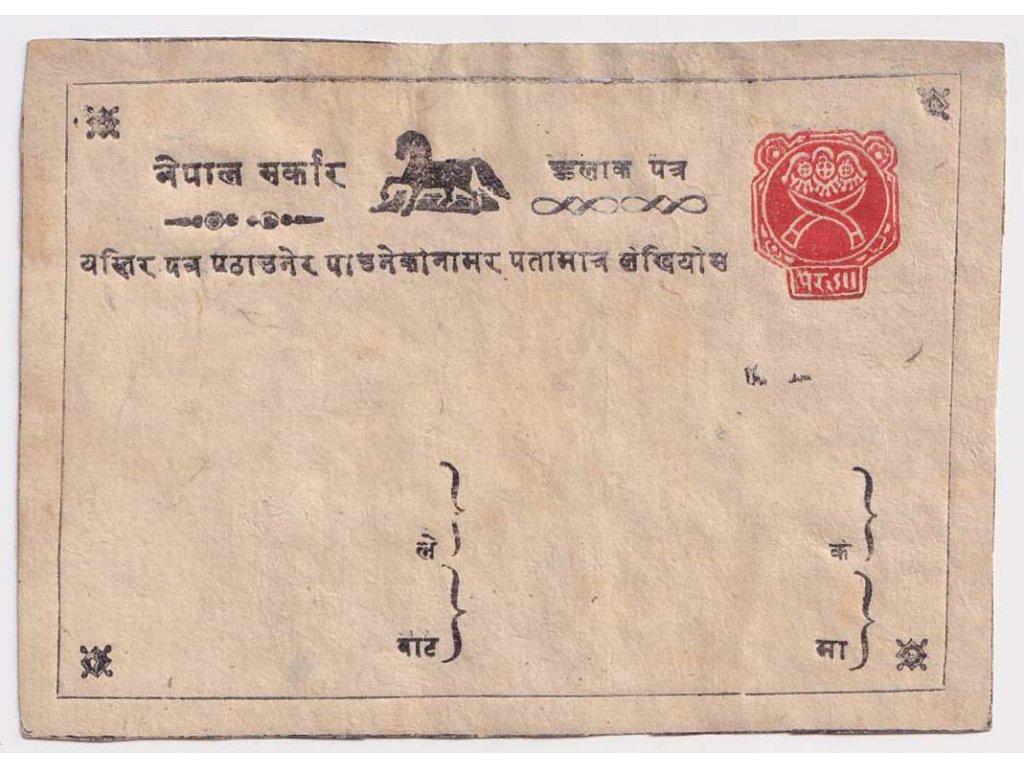 नेपाल सर्कार
हुलाक पत्र
यस्तिर पत्र पठाउनेर पाउनेकोनामर पतामात्र लेखियोस
ले
कं
बाट
मा